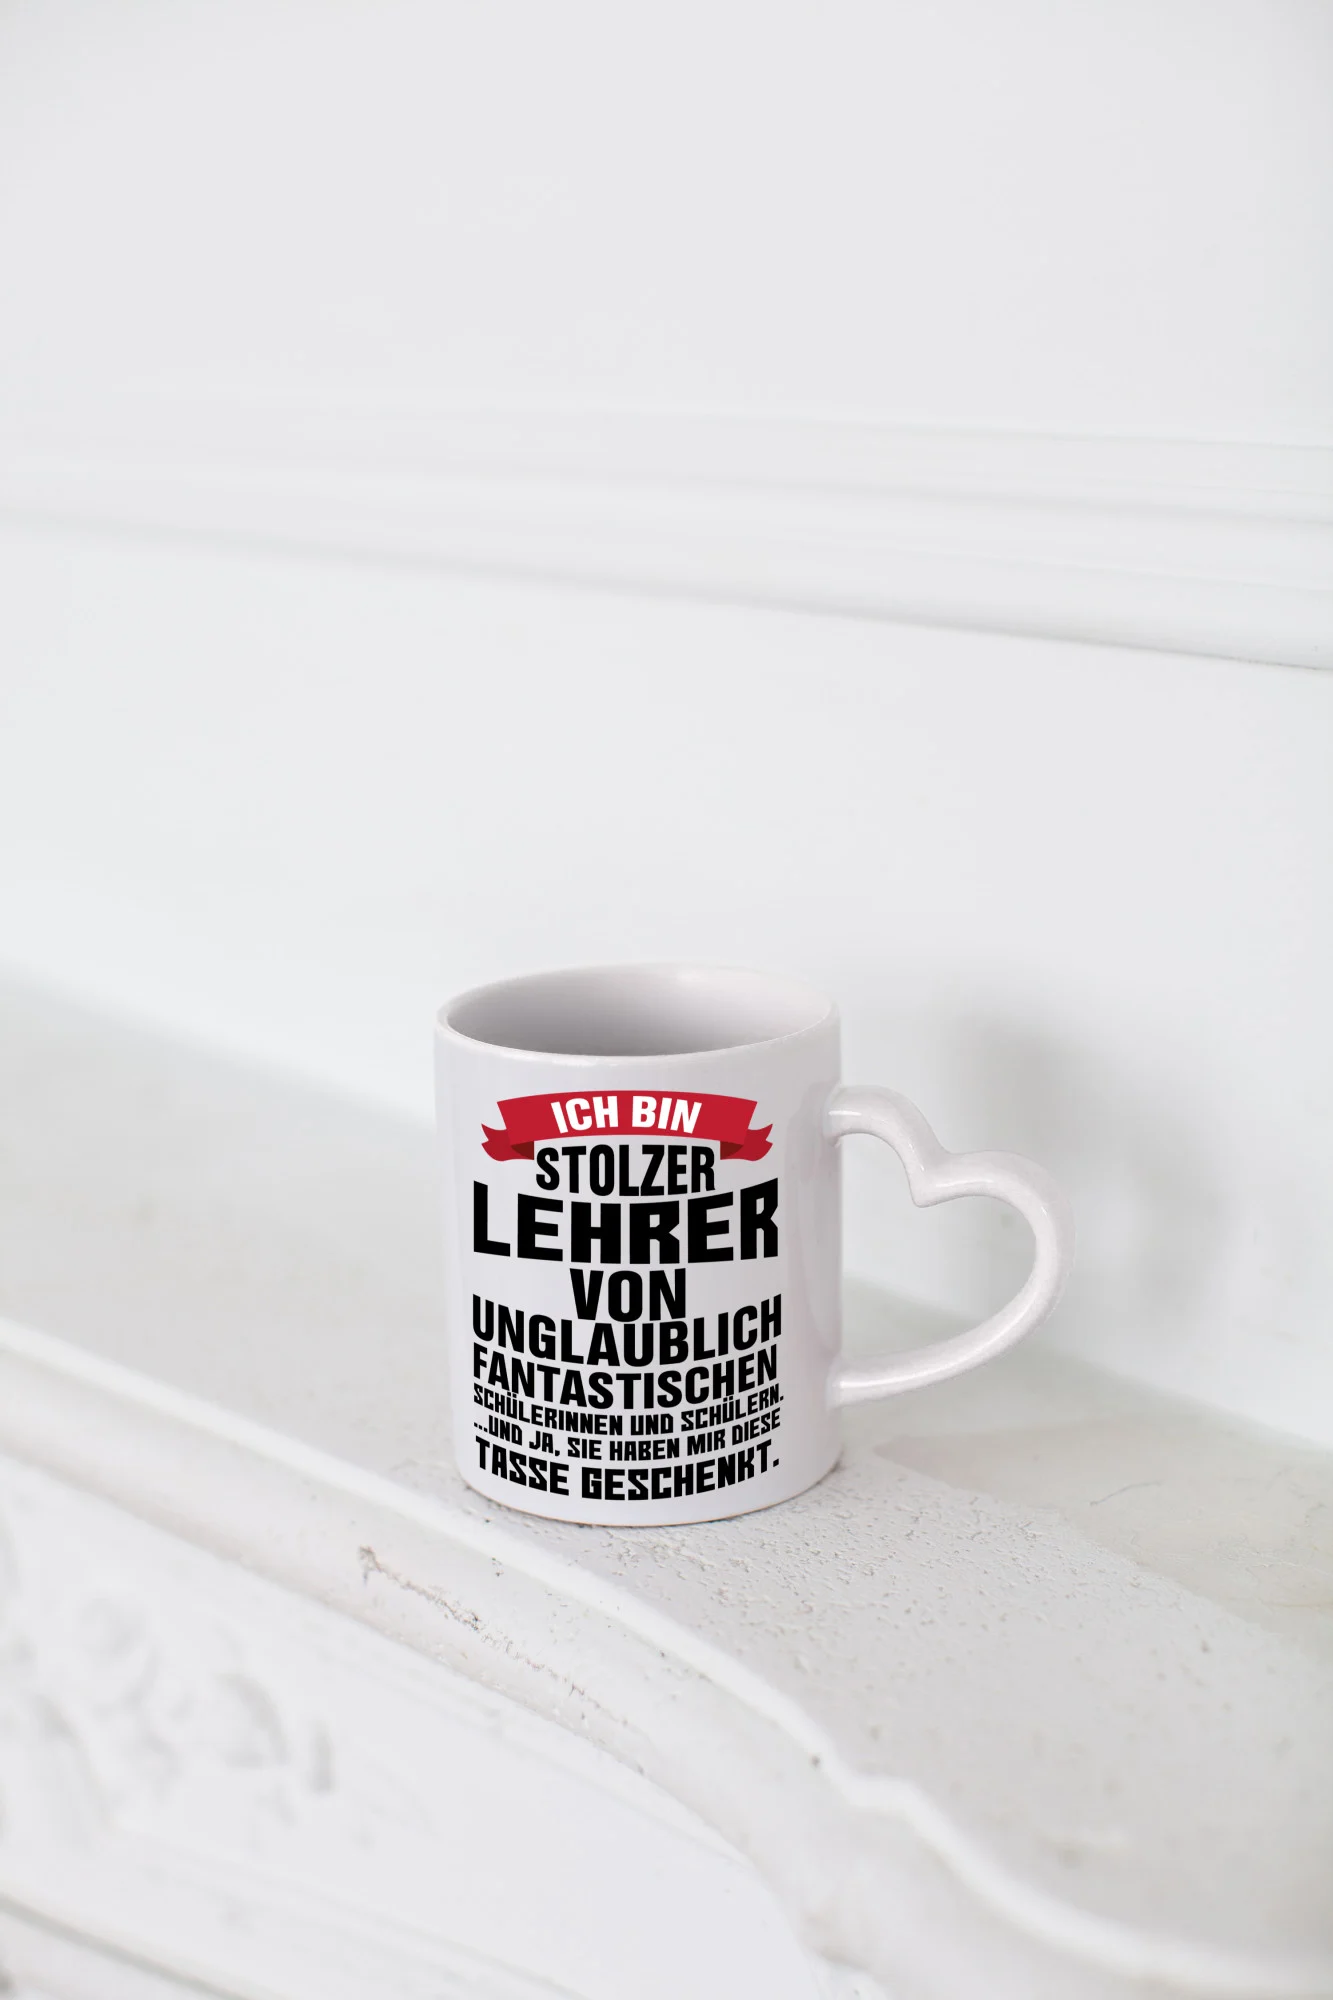 ICH BIN
STOLZER
LEHRER
VON
UNGLAUBLICH
FANTASTISCHEN
SCHÜLERINNEN UND SCHÜLERN.
...UND JA, SIE HABEN MIR DIESE
TASSE GESCHENKT.